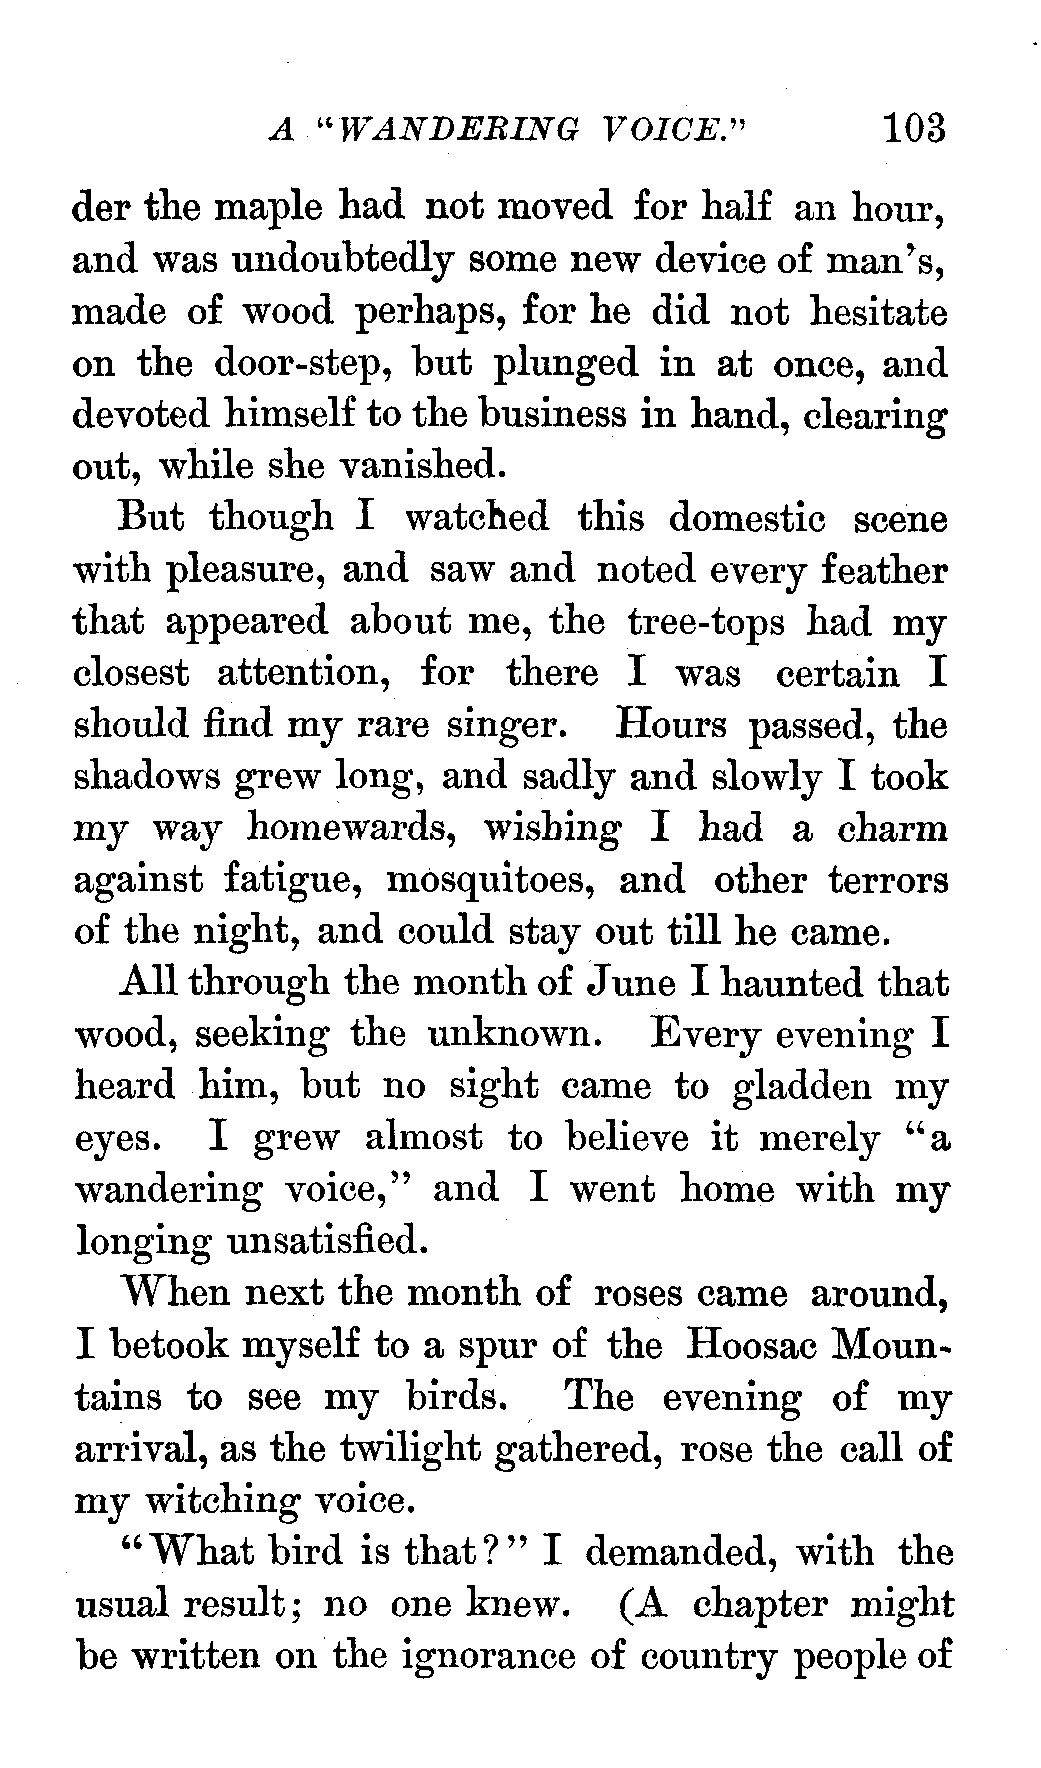 A "WANDERING VOICE." 103
der the maple had not moved for half an hour,
and was undoubtedly some new device of man's,
made of wood perhaps, for he did not hesitate
on the door-step, but plunged in at once, and
devoted himself to the business in hand, clearing
out, while she vanished.
But though I watched this domestic scene
with pleasure, and saw and noted every feather
that appeared about me, the tree-tops had my
closest attention, for there I was certain I
should find my rare singer. Hours passed, the
shadows grew long, and sadly and slowly I took
my way homewards, wishing I had a charm
against fatigue, mosquitoes, and other terrors
of the night, and could stay out till he came.
All through the month of June I haunted that
wood, seeking the unknown. Every evening I
heard him, but no sight came to gladden my
eyes. I grew almost to believe it merely "a
wandering voice," and I went home with my
longing unsatisfied.
When next the month of roses came around,
I betook myself to a spur of the Hoosac Moun-
tains to see my birds. The evening of my
arrival, as the twilight gathered, rose the call of
my witching voice.
"What bird is that?" I demanded, with the
usual result; no one knew. (A chapter might
be written on the ignorance of country people of